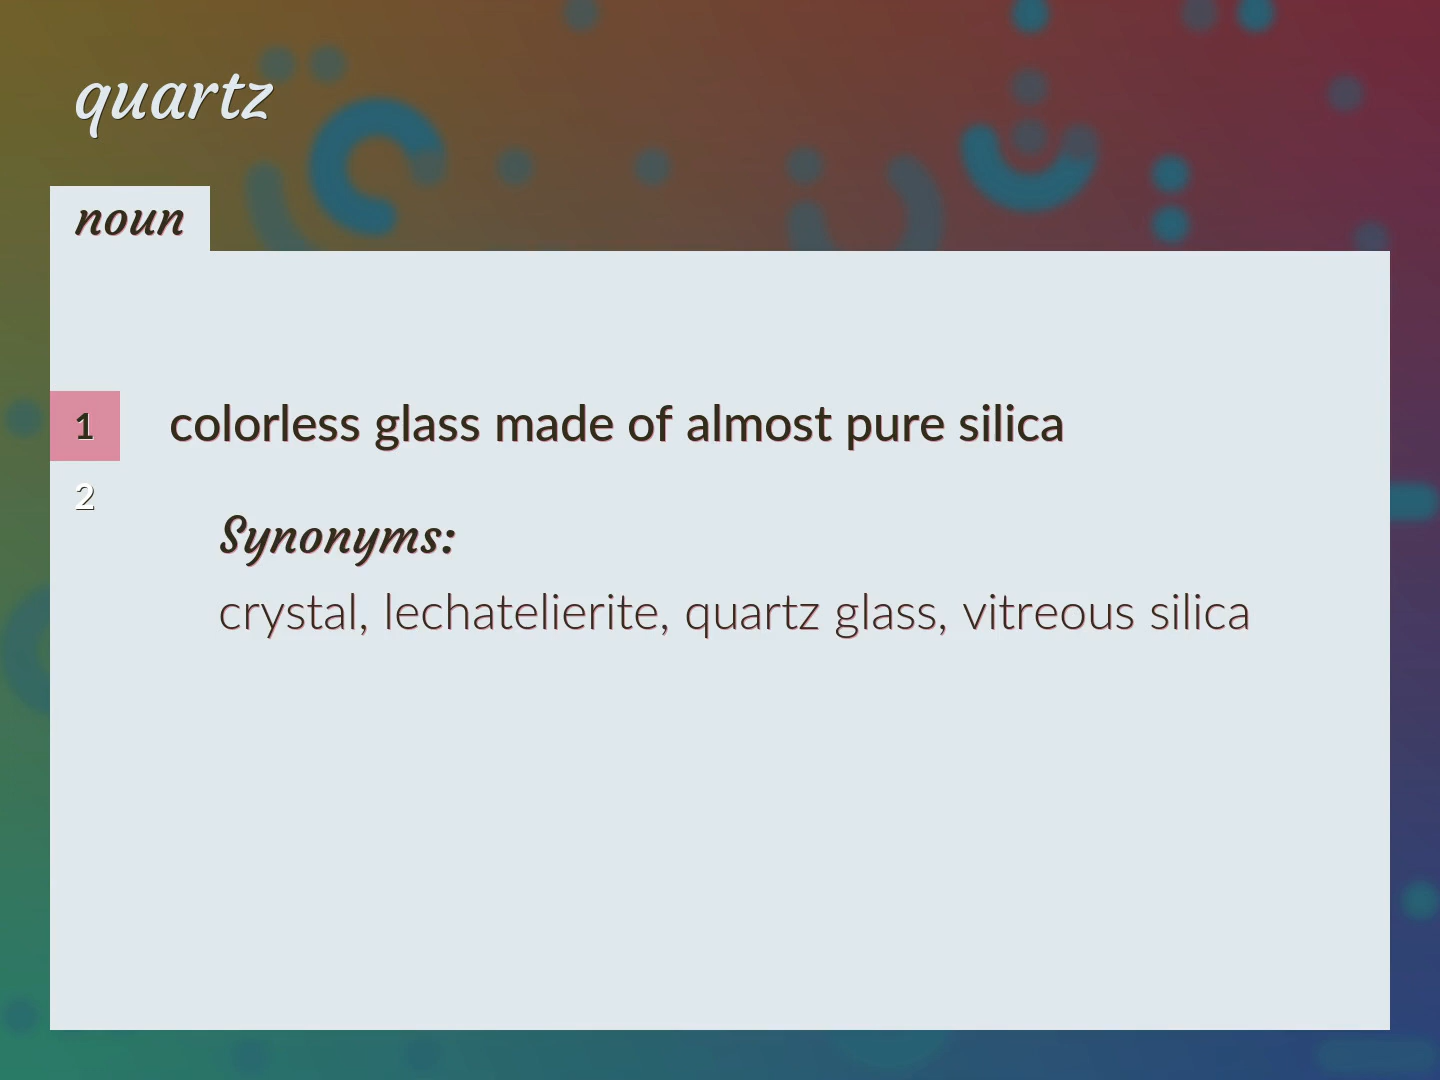 quartz
noun
1 colorless glass made of almost pure silica
2
Synonyms:
crystal, lechatelierite, quartz glass, vitreous silica